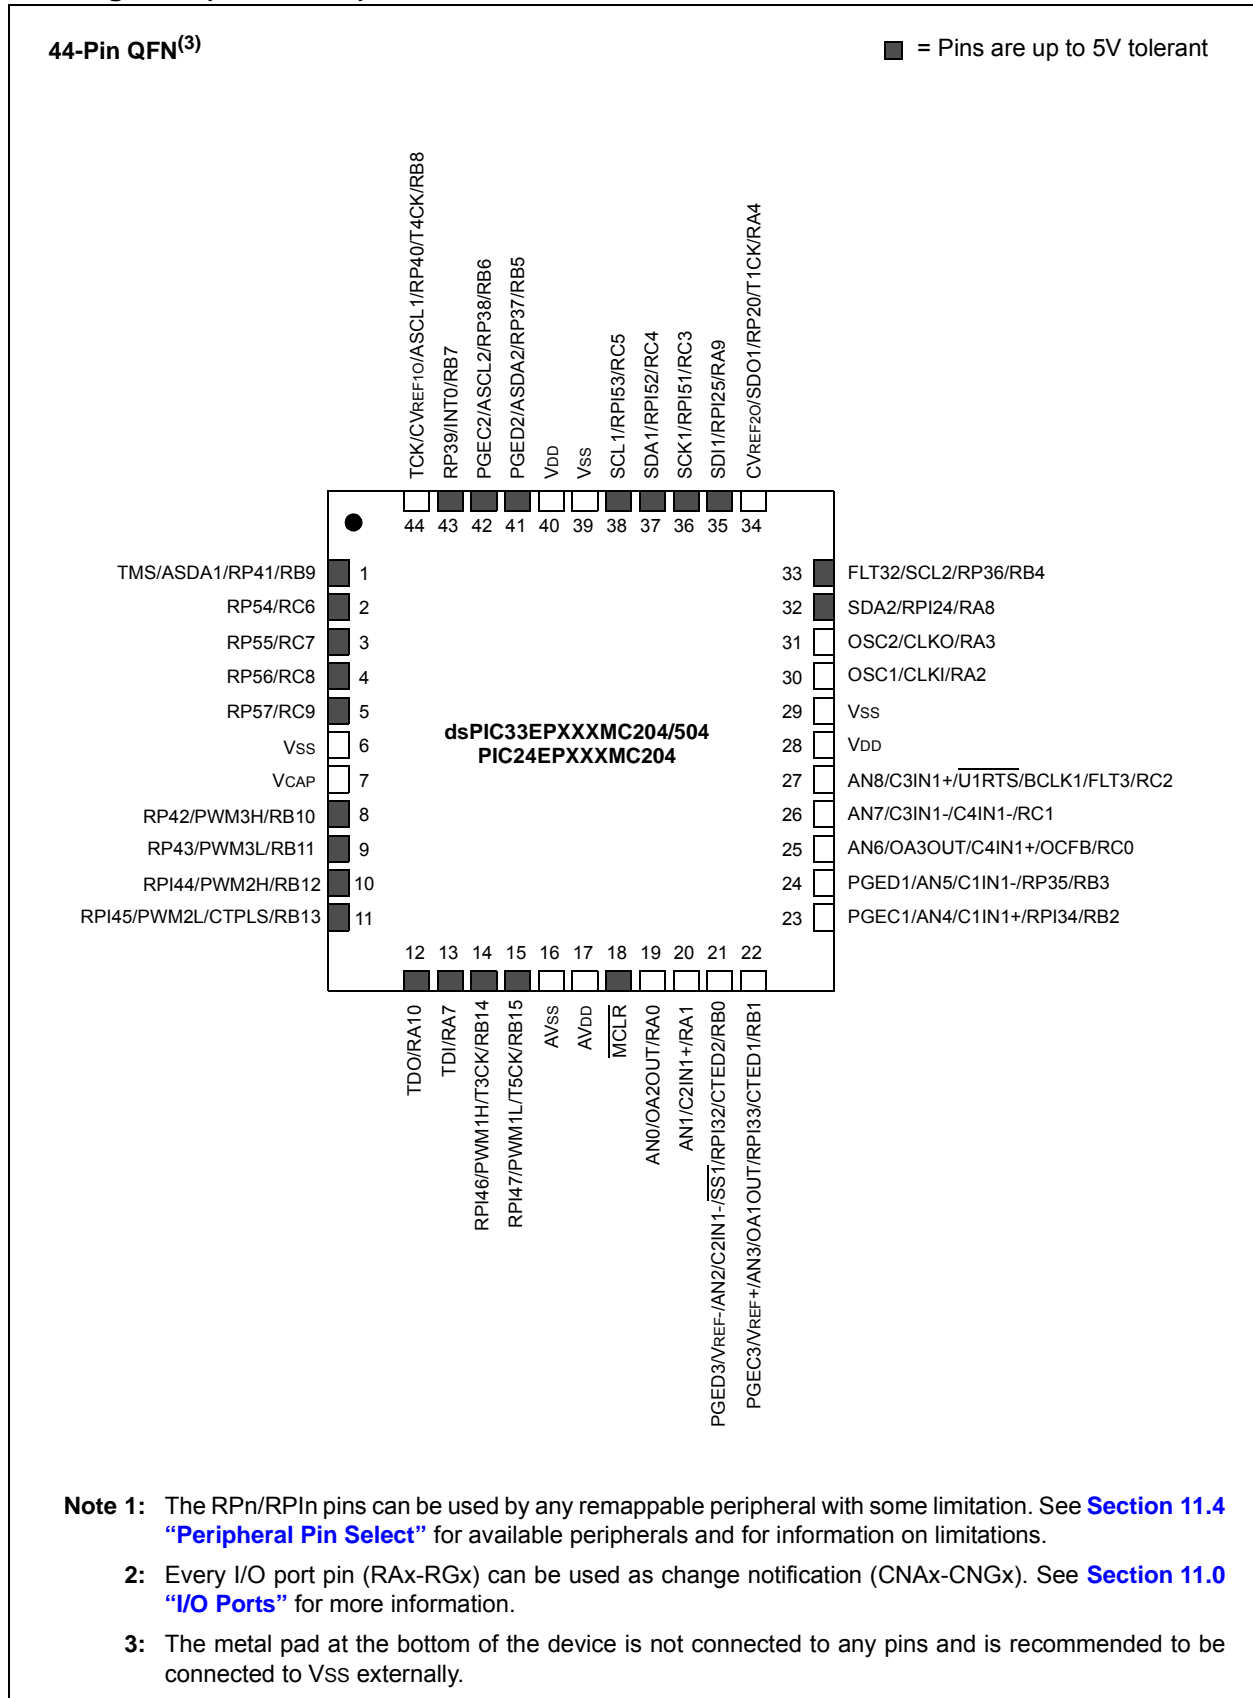 44-Pin QFN(3)
= Pins are up to 5V tolerant
TCK/CVREF1O/ASCL1/RP40/T4CK/RB8
RP39/INT0/RB7
PGEC2/ASCL2/RP38/RB6
PGED2/ASDA2/RP37/RB5
VDD
VSS
SCL1/RPI53/RC5
SDA1/RPI52/RC4
SCK1/RPI51/RC3
SDI1/RPI25/RA9
CVREF2O/SDO1/RP20/T1CK/RA4
44 43 42 41 40 39 38 37 36 35 34
TMS/ASDA1/RP41/RB9 1
RP54/RC6 2
RP55/RC7 3
RP56/RC8 4
RP57/RC9 5
VSS 6
VCAP 7
RP42/PWM3H/RB10 8
RP43/PWM3L/RB11 9
RPI44/PWM2H/RB12 10
RPI45/PWM2L/CTPLS/RB13 11
dsPIC33EPXXXMC204/504
PIC24EPXXXMC204
33 FLT32/SCL2/RP36/RB4
32 SDA2/RPI24/RA8
31 OSC2/CLKO/RA3
30 OSC1/CLKI/RA2
29 VSS
28 VDD
27 AN8/C3IN1+/U1RTS/BCLK1/FLT3/RC2
26 AN7/C3IN1-/C4IN1-/RC1
25 AN6/OA3OUT/C4IN1+/OCFB/RC0
24 PGED1/AN5/C1IN1-/RP35/RB3
23 PGEC1/AN4/C1IN1+/RPI34/RB2
12 13 14 15 16 17 18 19 20 21 22
TDO/RA10
TDI/RA7
RPI46/PWM1H/T3CK/RB14
RPI47/PWM1L/T5CK/RB15
AVSS
AVDD
MCLR
AN0/OA2OUT/RA0
AN1/C2IN1+/RA1
PGED3/VREF-/AN2/C2IN1-/SS1/RPI32/CTED2/RB0
PGEC3/VREF+/AN3/OA1OUT/RPI33/CTED1/RB1
Note 1: The RPn/RPIn pins can be used by any remappable peripheral with some limitation. See Section 11.4
"Peripheral Pin Select" for available peripherals and for information on limitations.
2: Every I/O port pin (RAx-RGx) can be used as change notification (CNAx-CNGx). See Section 11.0
"I/O Ports" for more information.
3: The metal pad at the bottom of the device is not connected to any pins and is recommended to be
connected to VSS externally.